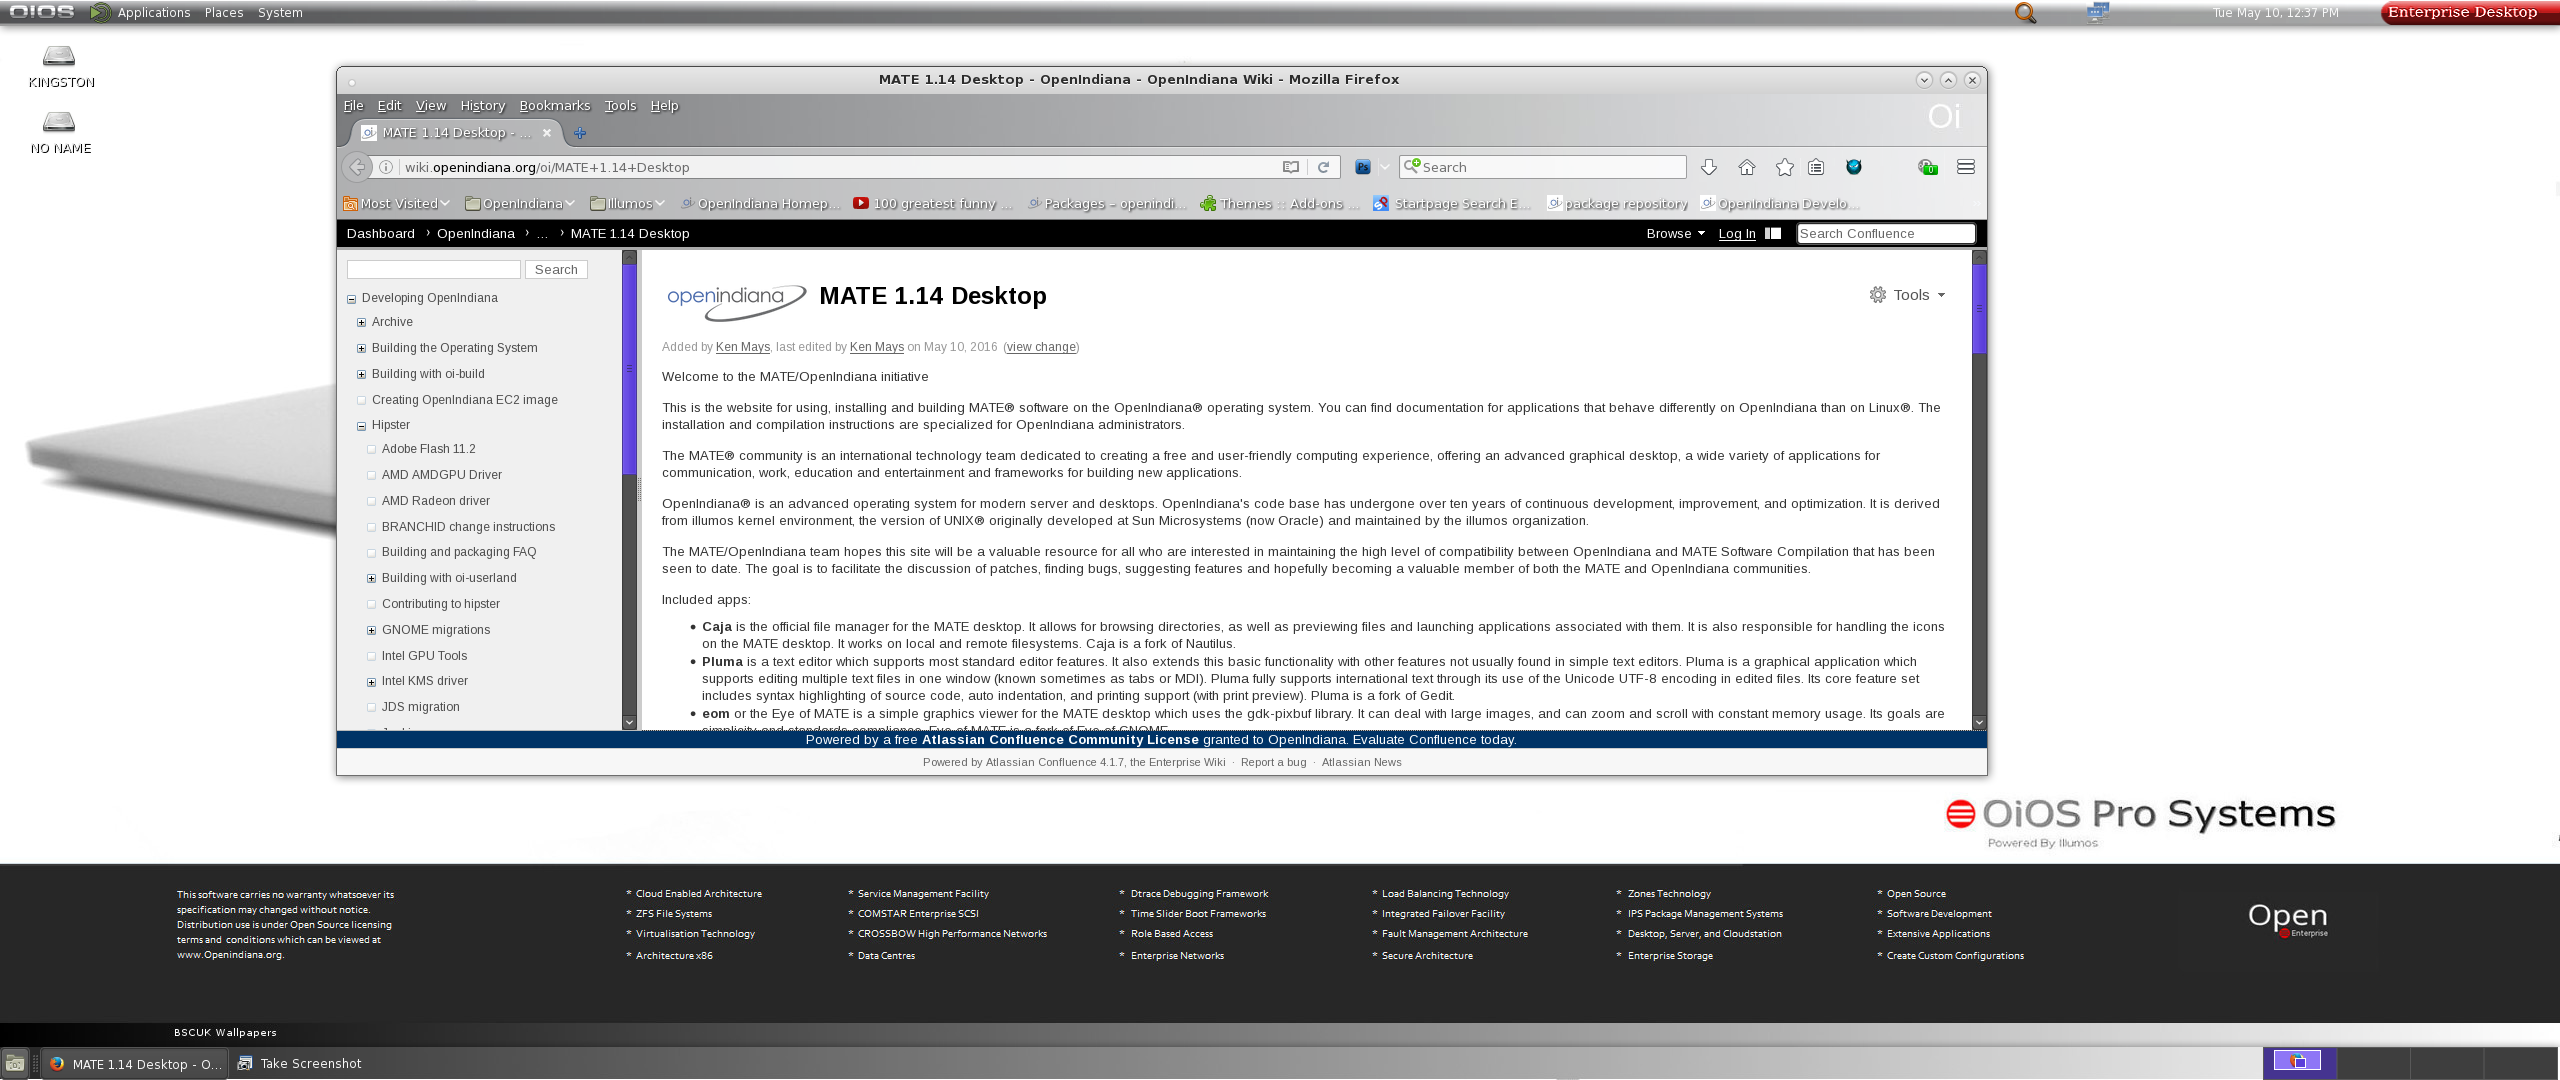 OiOS Applications Places System Tue May 10, 12:37 PM Enterprise Desktop
KINGSTON
NO NAME
MATE 1.14 Desktop - OpenIndiana - OpenIndiana Wiki - Mozilla Firefox
File Edit View History Bookmarks Tools Help
Oi
MATE 1.14 Desktop - ...
wiki.openindiana.org/oi/MATE+1.14+Desktop Search
Most Visited OpenIndiana Illumos OpenIndiana Homep... 100 greatest funny ... Packages – openindi... Themes :: Add-ons ... Startpage Search E... package repository OpenIndiana Develo...
Dashboard › OpenIndiana › ... › MATE 1.14 Desktop Browse Log In Search Confluence
Search
Developing OpenIndiana
Archive
Building the Operating System
Building with oi-build
Creating OpenIndiana EC2 image
Hipster
Adobe Flash 11.2
AMD AMDGPU Driver
AMD Radeon driver
BRANCHID change instructions
Building and packaging FAQ
Building with oi-userland
Contributing to hipster
GNOME migrations
Intel GPU Tools
Intel KMS driver
JDS migration
openindiana MATE 1.14 Desktop Tools
Added by Ken Mays, last edited by Ken Mays on May 10, 2016 (view change)
Welcome to the MATE/OpenIndiana initiative
This is the website for using, installing and building MATE® software on the OpenIndiana® operating system. You can find documentation for applications that behave differently on OpenIndiana than on Linux®. The
installation and compilation instructions are specialized for OpenIndiana administrators.
The MATE® community is an international technology team dedicated to creating a free and user-friendly computing experience, offering an advanced graphical desktop, a wide variety of applications for
communication, work, education and entertainment and frameworks for building new applications.
OpenIndiana® is an advanced operating system for modern server and desktops. OpenIndiana's code base has undergone over ten years of continuous development, improvement, and optimization. It is derived
from illumos kernel environment, the version of UNIX® originally developed at Sun Microsystems (now Oracle) and maintained by the illumos organization.
The MATE/OpenIndiana team hopes this site will be a valuable resource for all who are interested in maintaining the high level of compatibility between OpenIndiana and MATE Software Compilation that has been
seen to date. The goal is to facilitate the discussion of patches, finding bugs, suggesting features and hopefully becoming a valuable member of both the MATE and OpenIndiana communities.
Included apps:
• Caja is the official file manager for the MATE desktop. It allows for browsing directories, as well as previewing files and launching applications associated with them. It is also responsible for handling the icons
on the MATE desktop. It works on local and remote filesystems. Caja is a fork of Nautilus.
• Pluma is a text editor which supports most standard editor features. It also extends this basic functionality with other features not usually found in simple text editors. Pluma is a graphical application which
supports editing multiple text files in one window (known sometimes as tabs or MDI). Pluma fully supports international text through its use of the Unicode UTF-8 encoding in edited files. Its core feature set
includes syntax highlighting of source code, auto indentation, and printing support (with print preview). Pluma is a fork of Gedit.
• eom or the Eye of MATE is a simple graphics viewer for the MATE desktop which uses the gdk-pixbuf library. It can deal with large images, and can zoom and scroll with constant memory usage. Its goals are
simplicity and standards compliance. Eye of MATE is a fork of Eye of GNOME.
Powered by a free Atlassian Confluence Community License granted to OpenIndiana. Evaluate Confluence today.
Powered by Atlassian Confluence 4.1.7, the Enterprise Wiki · Report a bug · Atlassian News
OiOS Pro Systems
Powered By Illumos
This software carries no warranty whatsoever its
specification may changed without notice.
Distribution use is under Open Source licensing
terms and conditions which can be viewed at
www.Openindiana.org.
* Cloud Enabled Architecture
* ZFS File Systems
* Virtualisation Technology
* Architecture x86
* Service Management Facility
* COMSTAR Enterprise SCSI
* CROSSBOW High Performance Networks
* Data Centres
* Dtrace Debugging Framework
* Time Slider Boot Frameworks
* Role Based Access
* Enterprise Networks
* Load Balancing Technology
* Integrated Failover Facility
* Fault Management Architecture
* Secure Architecture
* Zones Technology
* IPS Package Management Systems
* Desktop, Server, and Cloudstation
* Enterprise Storage
* Open Source
* Software Development
* Extensive Applications
* Create Custom Configurations
Open
Enterprise
BSCUK Wallpapers
MATE 1.14 Desktop - O... Take Screenshot